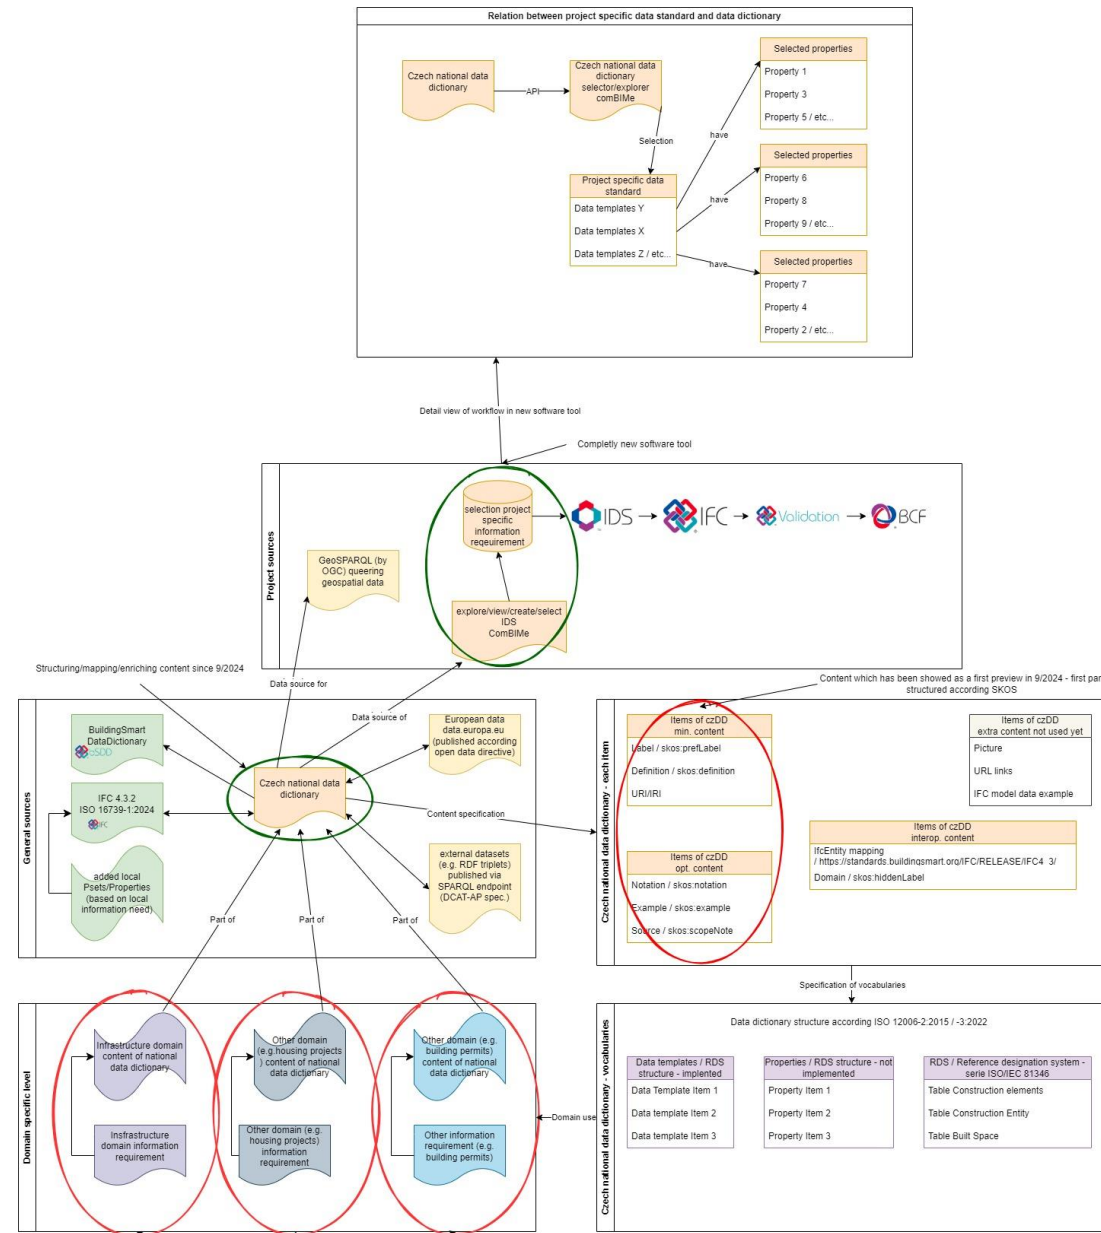 Relation between project specific data standard and data dictionary
Czech national data
dictionary
API
Czech national data
dictionary
selector/explorer
comBIMe
Selection
Project specific data
standard
Data templates Y
Data templates X
Data templates Z / etc...
have
have
have
Selected properties
Property 1
Property 3
Property 5 / etc...
Selected properties
Property 6
Property 8
Property 9 / etc...
Selected properties
Property 7
Property 4
Property 2 / etc...
Detail view of workflow in new software tool
Completly new software tool
Project sources
selection project
specific
information
reqeuirement
IDS
IFC
Validation
BCF
GeoSPARQL (by
OGC) queering
geospatial data
explore/view/create/select
IDS
ComBIMe
Structuring/mapping/enriching content since 9/2024
Data source for
Data source of
General sources
BuildingSmart
DataDictionary
bSDD
IFC 4.3.2
ISO 16739-1:2024
IFC
added local
Psets/Properties
(based on local
information need)
Czech national data
dictionary
European data
data.europa.eu
(published according
open data directive)
Content specification
external datasets
(e.g. RDF triplets)
published via
SPARQL endpoint
(DCAT-AP spec.)
Part of
Part of
Part of
Content which has been showed as a first preview in 9/2024 - first par
structured according SKOS
Czech national data dictionary - each item
Items of czDD
min. content
Label / skos:prefLabel
Definition / skos:definition
URI/IRI
Items of czDD
extra content not used yet
Picture
URL links
IFC model data example
Items of czDD
interop. content
IfcEntity mapping
/ https://standards.buildingsmart.org/IFC/RELEASE/IFC4_3/
Domain / skos:hiddenLabel
Items of czDD
opt. content
Notation / skos:notation
Example / skos:example
Source / skos:scopeNote
Specification of vocabularies
Domain specific level
Infrastructure domain
content of national
data dictionary
Insfrastructure
domain information
requirement
Other domain
(e.g.housing projects
) content of national
data dictionary
Other domain (e.g.
housing projects)
information
requirement
Other domain (e.g.
building permits)
content of national
data dictionary
Other information
requirement (e.g.
building permits)
Domain use
Czech national data dictionary - vocabularies
Data dictionary structure according ISO 12006-2:2015 / -3:2022
Data templates / RDS
structure - implented
Data Template Item 1
Data template Item 2
Data template Item 3
Properties / RDS structure - not
implemented
Property Item 1
Property Item 2
Property Item 3
RDS / Reference designation system -
serie ISO/IEC 81346
Table Construction elements
Table Construction Entity
Table Built Space